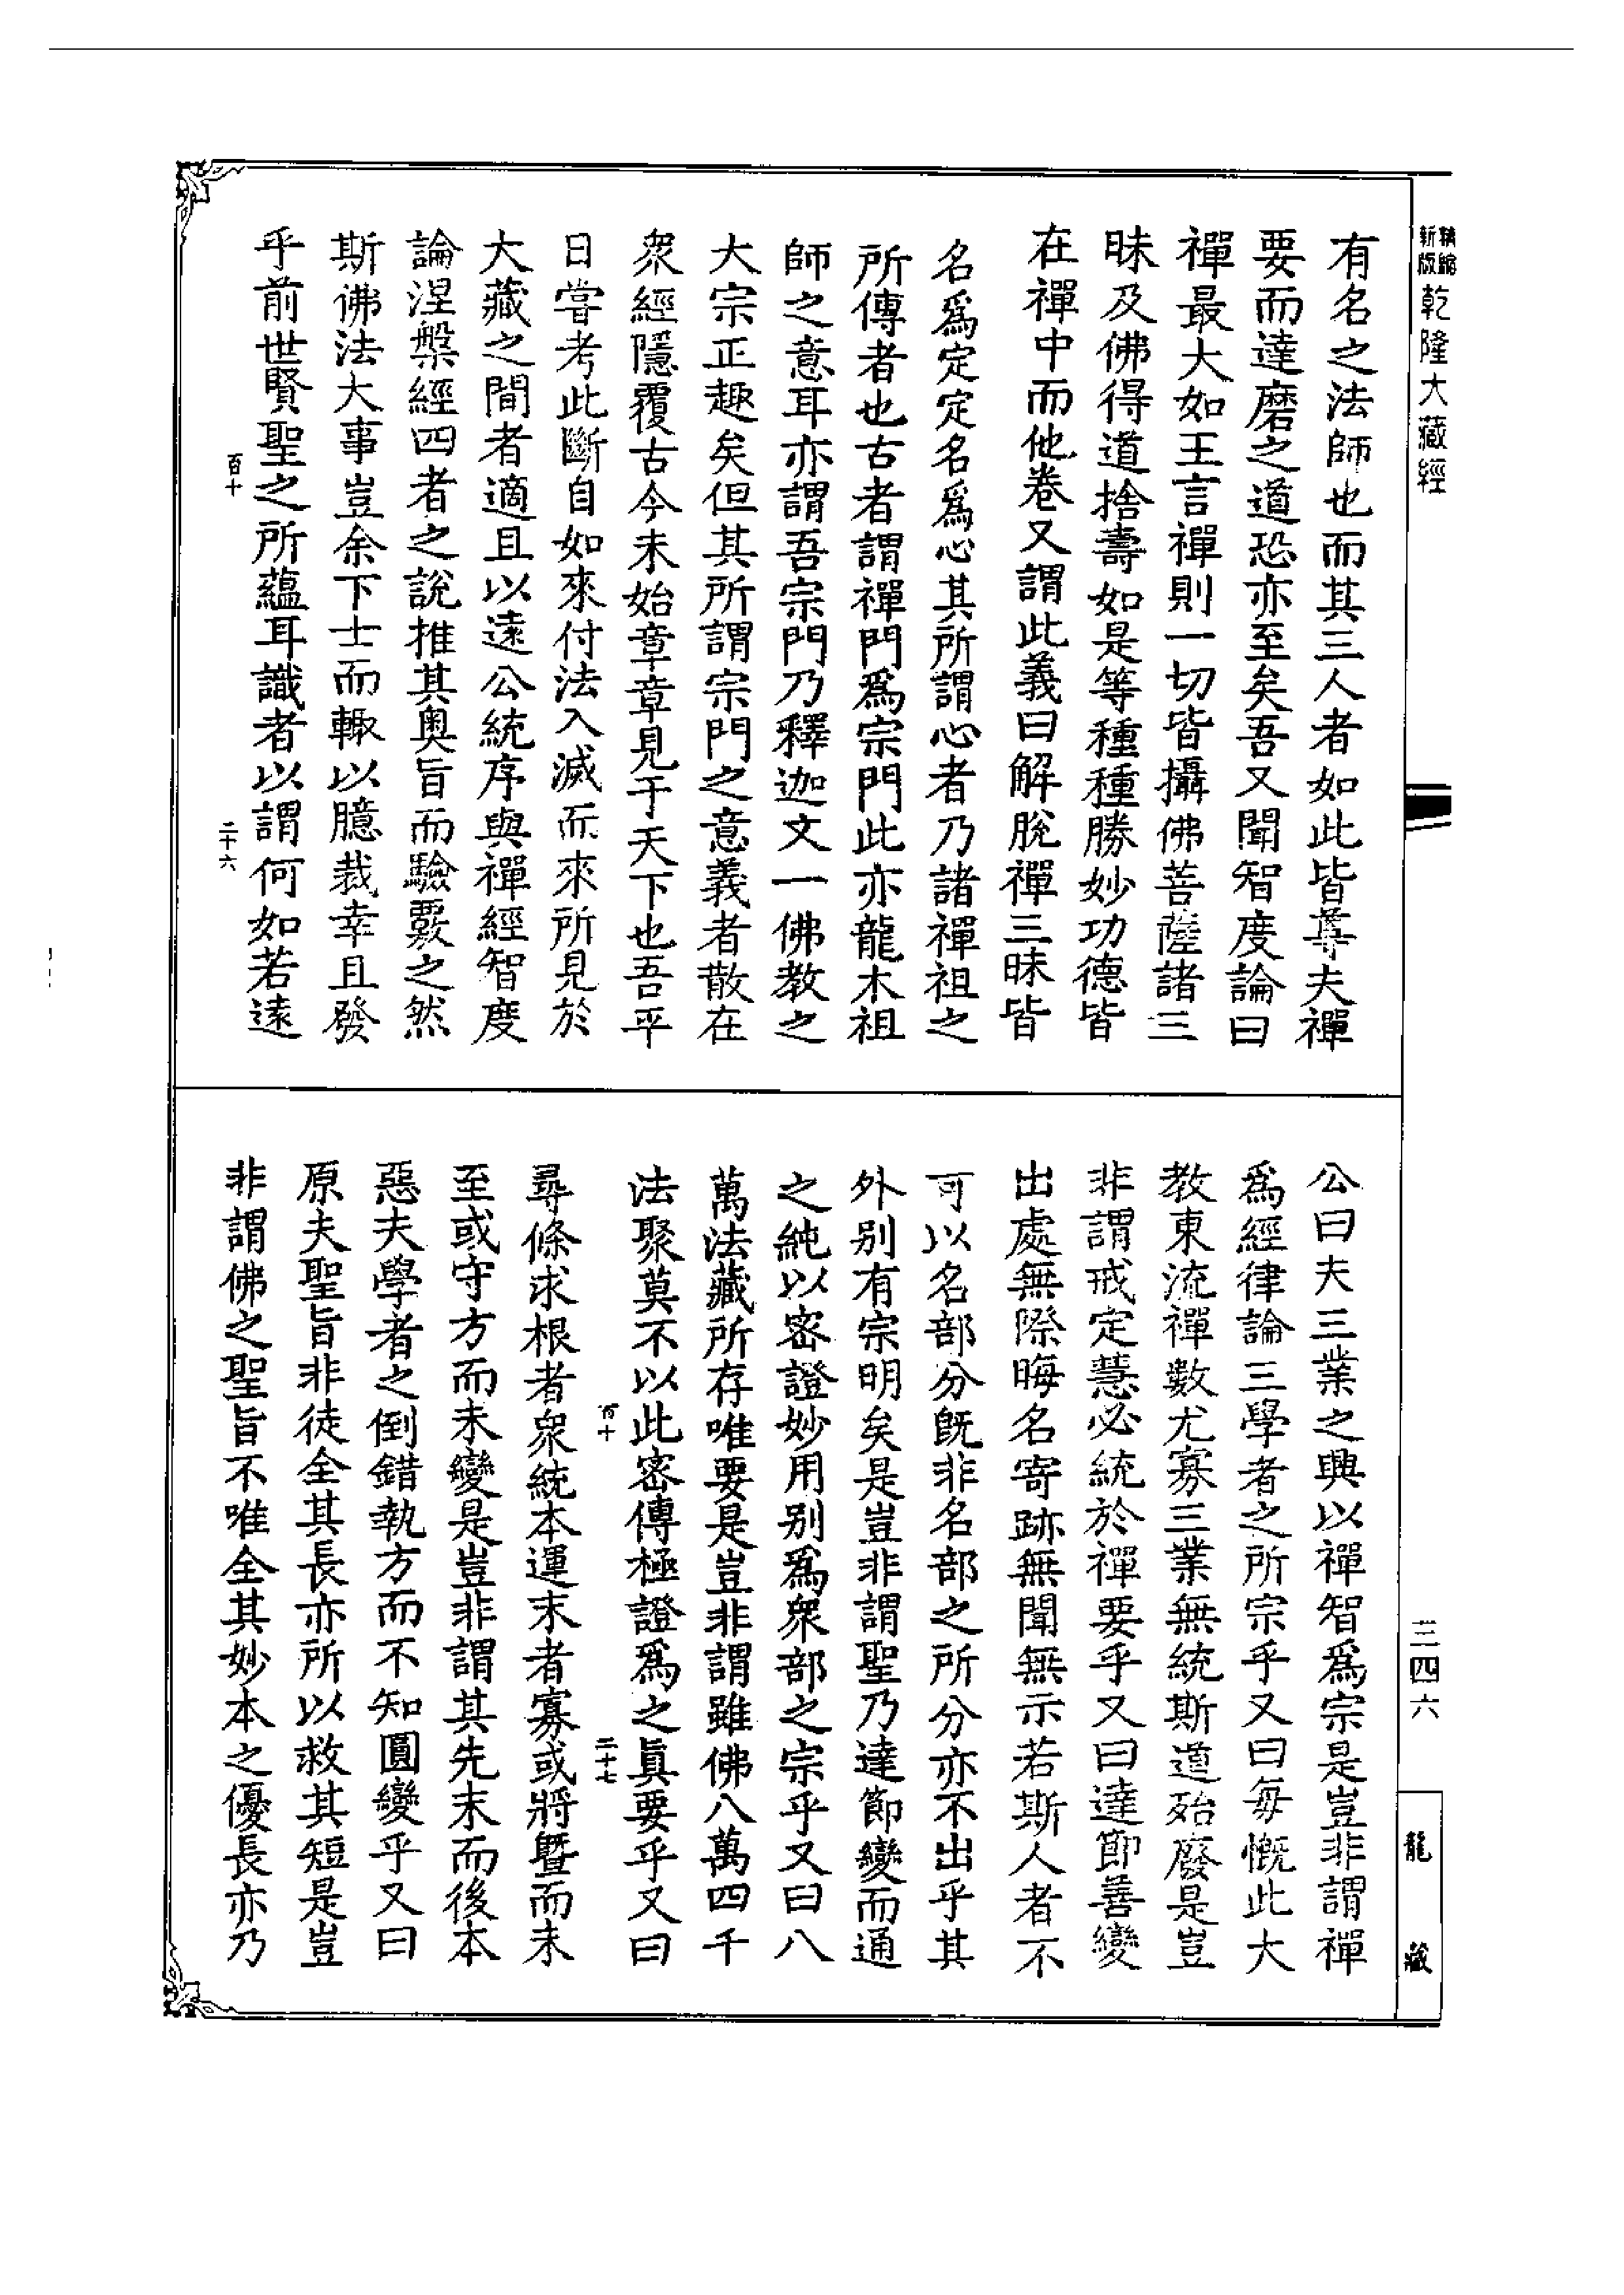 精縮新版乾隆大藏經
有名之法師也而其三人者如此皆尊夫禪
要而達磨之道恐亦至矣吾又聞智度論曰
禪最大如王言禪則一切皆攝佛菩薩諸三
昧及佛得道捨壽如是等種種勝妙功德皆
在禪中而他卷又謂此義曰解脫禪三昧皆
名爲定定名爲心其所謂心者乃諸禪祖之
所傳者也古者謂禪門爲宗門此亦龍木祖
師之意耳亦謂吾宗門乃釋迦文一佛教之
大宗正趣矣但其所謂宗門之意義者散在
衆經隱覆古今未始章章見于天下也吾平
日嘗考此斷自如來付法入滅而來所見於
大藏之間者適且以遠公統序與禪經智度
論涅槃經四者之說推其奧旨而驗覈之然
斯佛法大事豈余下士而輙以臆裁幸且發
乎前世賢聖之所蘊耳識者以謂何如若遠
百十
二十六
公曰夫三業之興以禪智爲宗是豈非謂禪
爲經律論三學者之所宗乎又曰每慨此大
教東流禪數尤寡三業無統斯道殆廢是豈
非謂戒定慧必統於禪要乎又曰達節善變
出處無際晦名寄跡無聞無示若斯人者不
可以名部分旣非名部之所分亦不出乎其
外别有宗明矣是豈非謂聖乃達節變而通
之純以密證妙用别爲衆部之宗乎又曰八
萬法藏所存唯要是豈非謂雖佛八萬四千
法聚莫不以此密傳極證爲之眞要乎又曰
百十
二十七
尋條求根者衆統本運末者寡或將曁而未
至或守方而未變是豈非謂其先末而後本
惡夫學者之倒錯執方而不知圓變乎又曰
原夫聖旨非徒全其長亦所以救其短是豈
非謂佛之聖旨不唯全其妙本之優長亦乃
三四六
龍藏